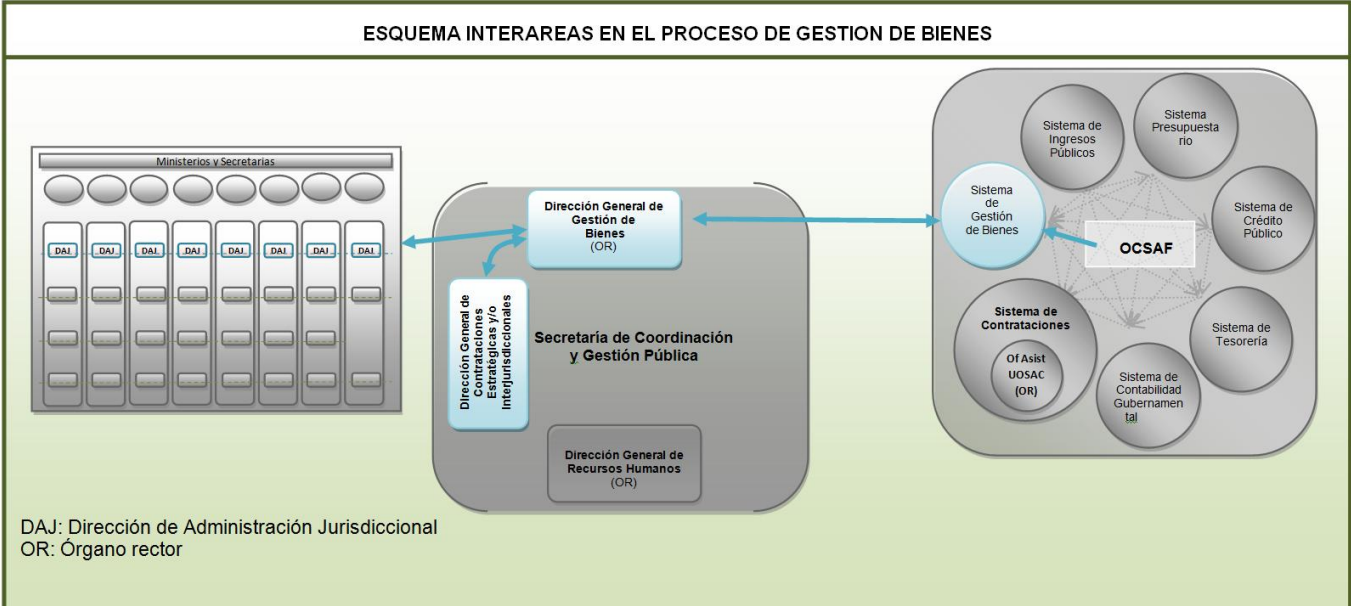 ESQUEMA INTERAREAS EN EL PROCESO DE GESTION DE BIENES
Ministerios y Secretarias
DAJ
DAJ
DAJ
DAJ
DAJ
DAJ
DAJ
DAJ
Dirección General de
Gestión de
Bienes
(OR)
Dirección General de
Contrataciones
Estratégicas y/o
Interjurisdiccionales
Secretaría de Coordinación
y Gestión Pública
Dirección General de
Recursos Humanos
(OR)
Sistema de
Ingresos
Públicos
Sistema
Presupuesta
rio
Sistema
de
Gestión
de Bienes
Sistema de
Crédito
Público
OCSAF
Sistema de
Contrataciones
Of Asist
UOSAC
(OR)
Sistema de
Tesorería
Sistema de
Contabilidad
Gubernamen
tal
DAJ: Dirección de Administración Jurisdiccional
OR: Órgano rector